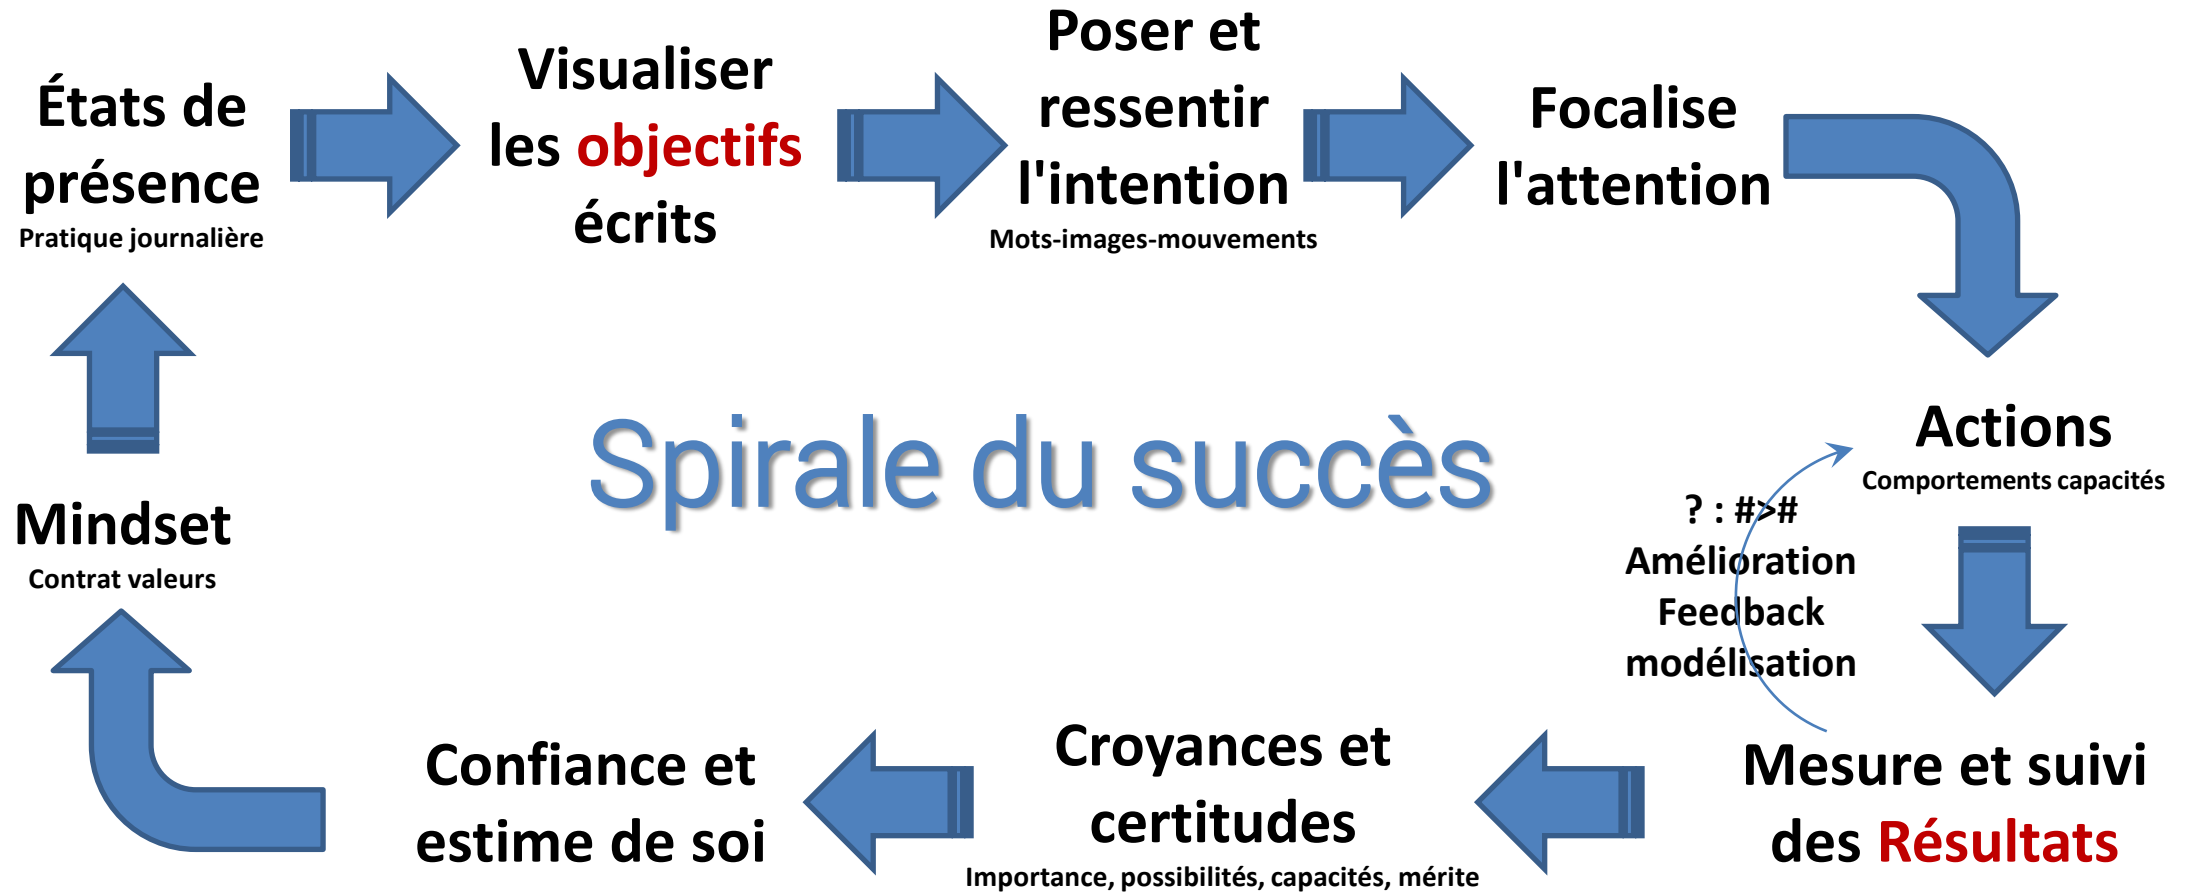 États de
présence
Pratique journalière
Visualiser
les objectifs
écrits
Poser et
ressentir
l'intention
Mots-images-mouvements
Focalise
l'attention
Spirale du succès
Actions
Comportements capacités
? : #>#
Amélioration
Feedback
modélisation
Mesure et suivi
des Résultats
Croyances et
certitudes
Importance, possibilités, capacités, mérite
Confiance et
estime de soi
Mindset
Contrat valeurs